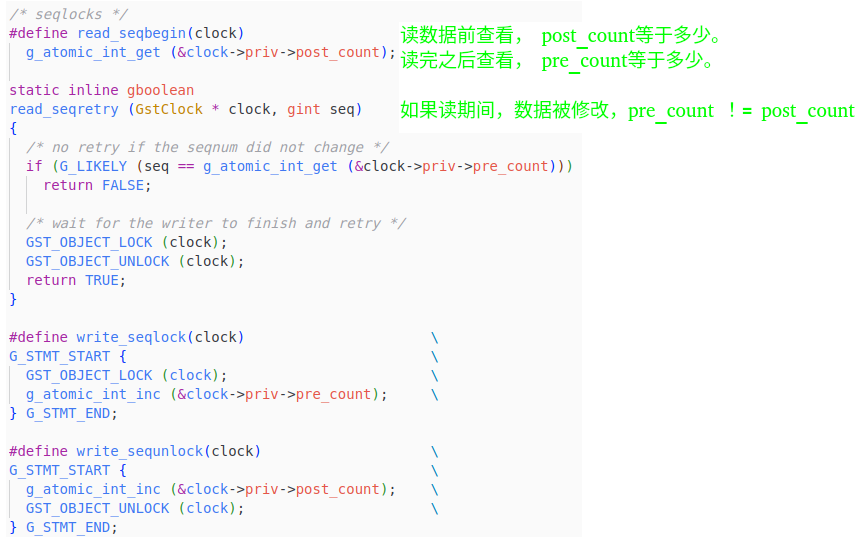 /* seqlocks */
#define read_seqbegin(clock)
  g_atomic_int_get (&clock->priv->post_count);
读数据前查看， post_count等于多少。
读完之后查看， pre_count等于多少。
如果读期间，数据被修改，pre_count ！= post_count
static inline gboolean
read_seqretry (GstClock * clock, gint seq)
{
  /* no retry if the seqnum did not change */
  if (G_LIKELY (seq == g_atomic_int_get (&clock->priv->pre_count)))
    return FALSE;
  /* wait for the writer to finish and retry */
  GST_OBJECT_LOCK (clock);
  GST_OBJECT_UNLOCK (clock);
  return TRUE;
}
#define write_seqlock(clock) \
G_STMT_START { \
  GST_OBJECT_LOCK (clock); \
  g_atomic_int_inc (&clock->priv->pre_count); \
} G_STMT_END;
#define write_sequnlock(clock) \
G_STMT_START { \
  g_atomic_int_inc (&clock->priv->post_count); \
  GST_OBJECT_UNLOCK (clock); \
} G_STMT_END;